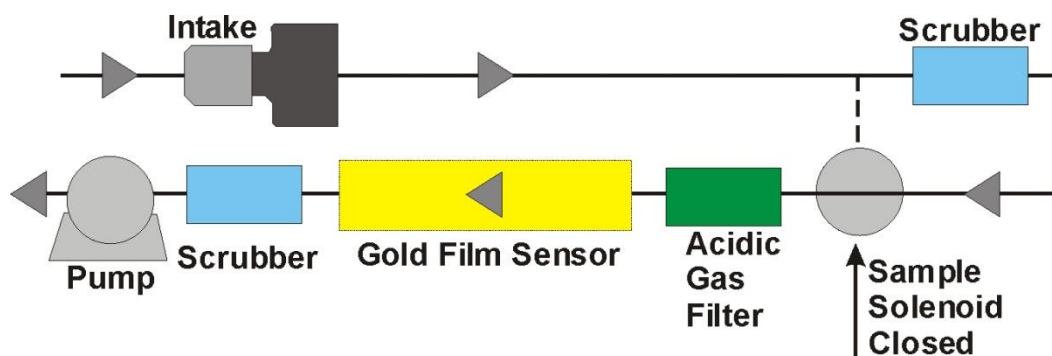 Intake
Scrubber
Pump
Scrubber
Gold Film Sensor
Acidic
Gas
Filter
Sample
Solenoid
Closed